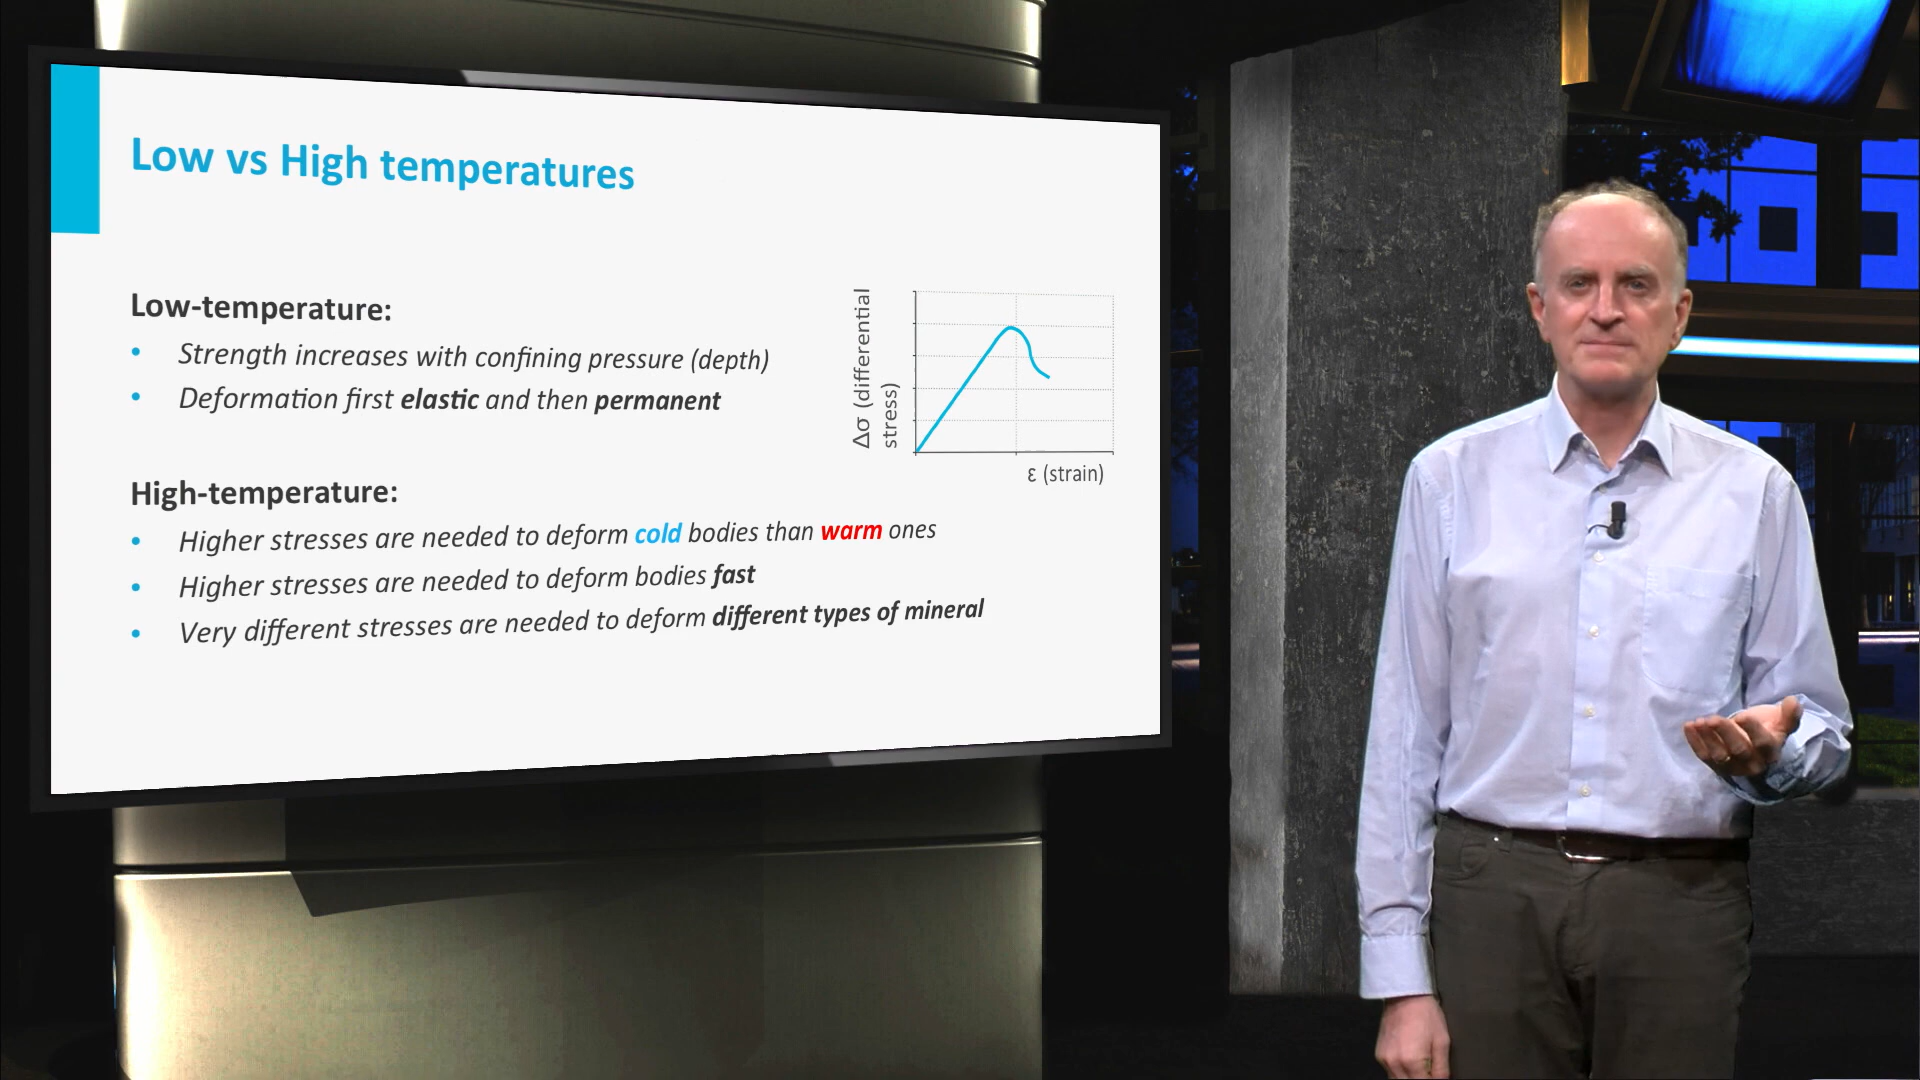 Low vs High temperatures
Low-temperature:
• Strength increases with confining pressure (depth)
• Deformation first elastic and then permanent
Δσ (differential
stress)
ε (strain)
High-temperature:
• Higher stresses are needed to deform cold bodies than warm ones
• Higher stresses are needed to deform bodies fast
• Very different stresses are needed to deform different types of mineral